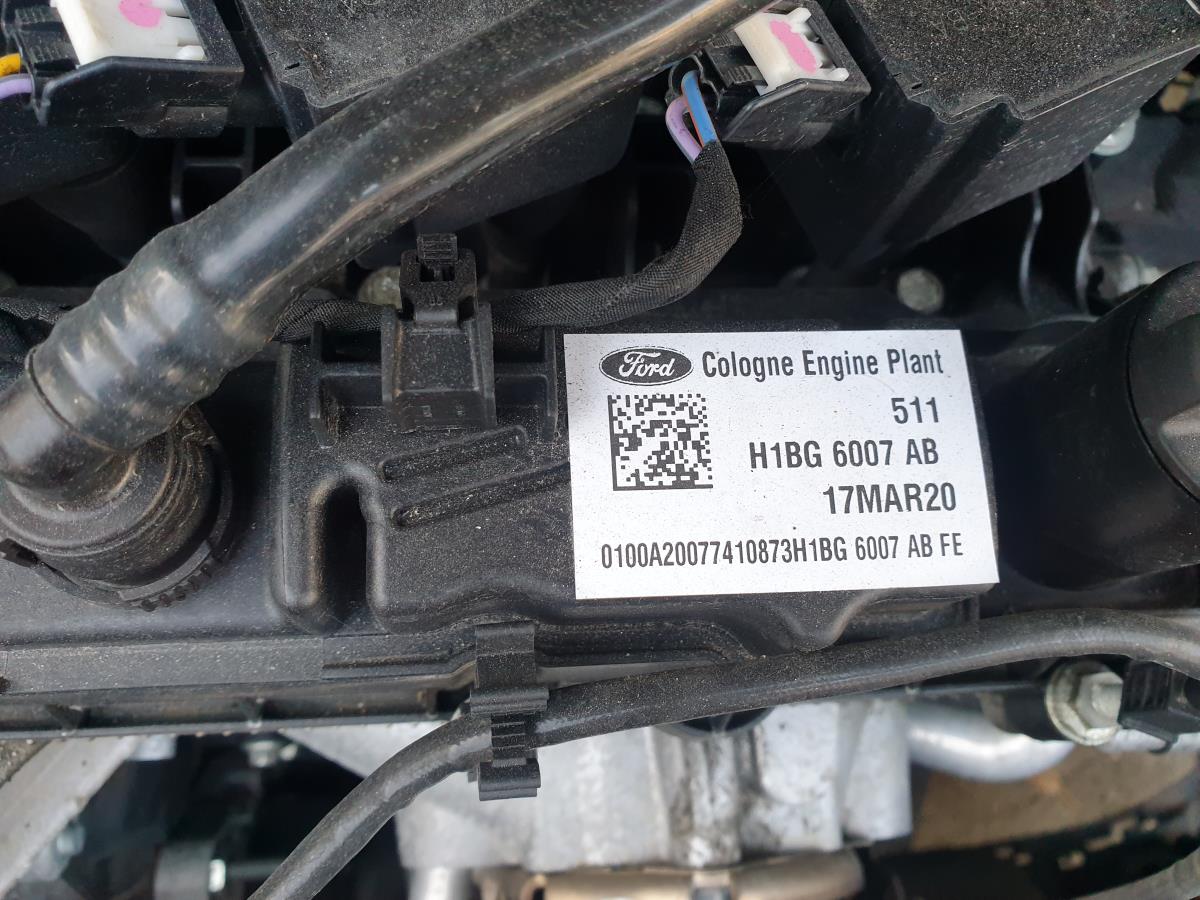 Ford Cologne Engine Plant
511
H1BG 6007 AB
17MAR20
0100A20077410873H1BG 6007 AB FE